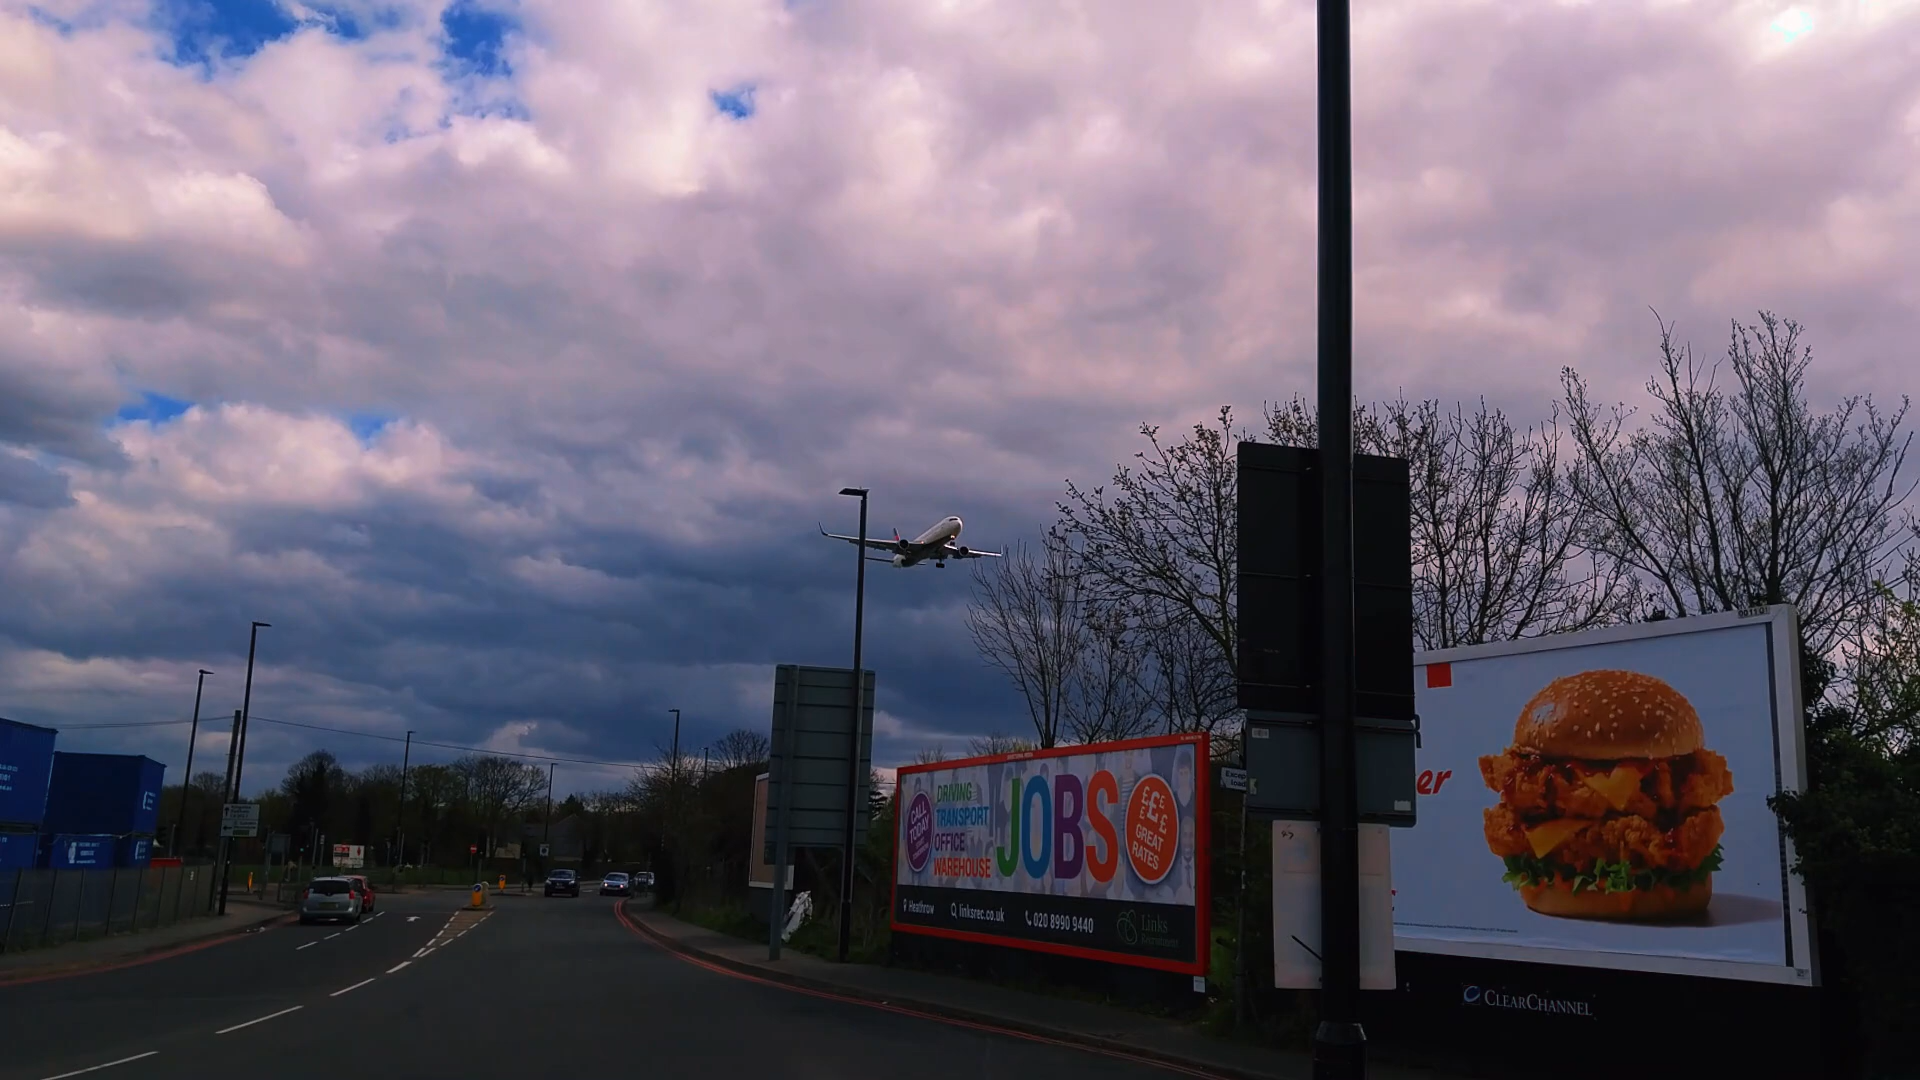 CALL
TODAY
DRIVING
TRANSPORT
OFFICE
WAREHOUSE
JOBS
£££
££
GREAT
RATES
Heathrow
linksrec.co.uk
020 8990 9440
Links
Recruitment
er
CLEARCHANNEL